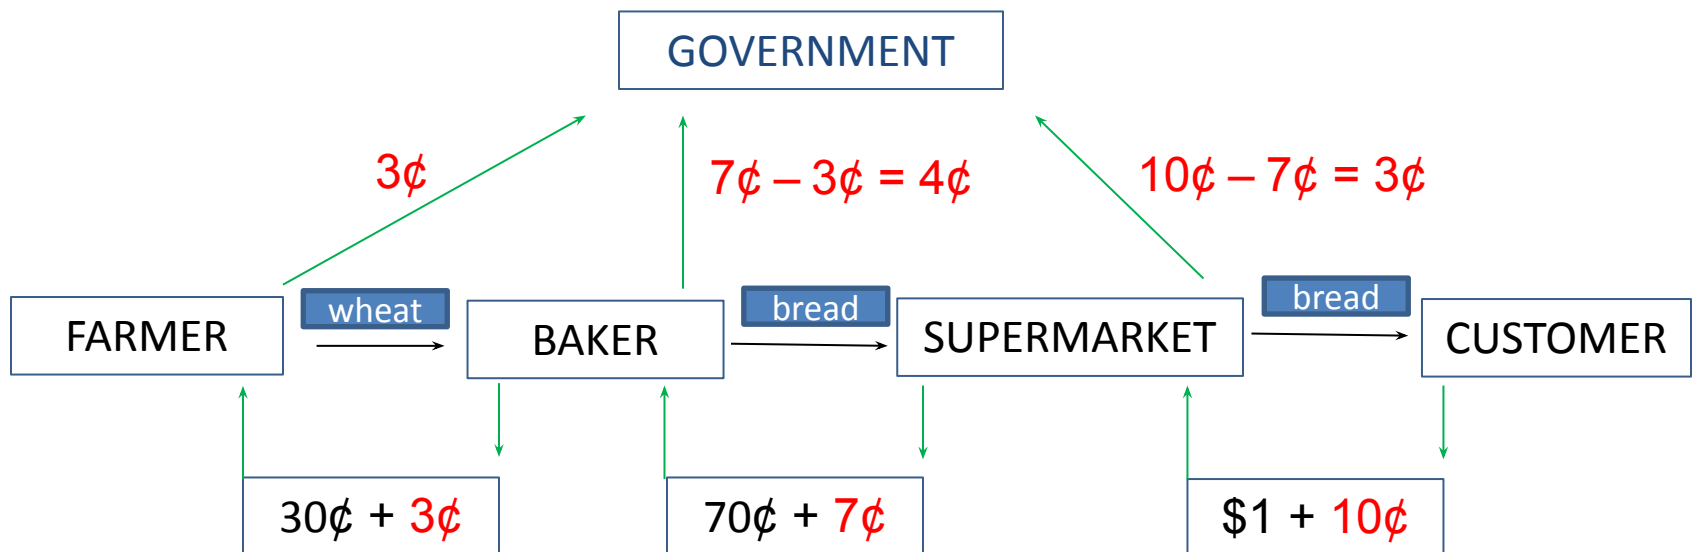 GOVERNMENT
3¢
7¢ – 3¢ = 4¢
10¢ – 7¢ = 3¢
wheat
bread
bread
FARMER
BAKER
SUPERMARKET
CUSTOMER
30¢ + 3¢
70¢ + 7¢
$1 + 10¢